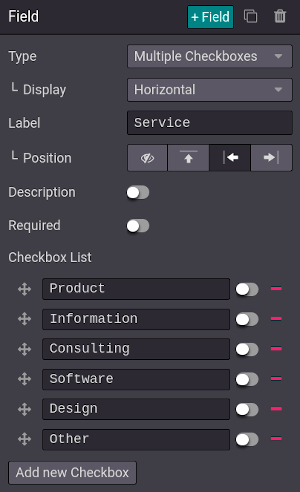 Field + Field
Type Multiple Checkboxes
Display Horizontal
Label Service
Position
Description
Required
Checkbox List
Product
Information
Consulting
Software
Design
Other
Add new Checkbox